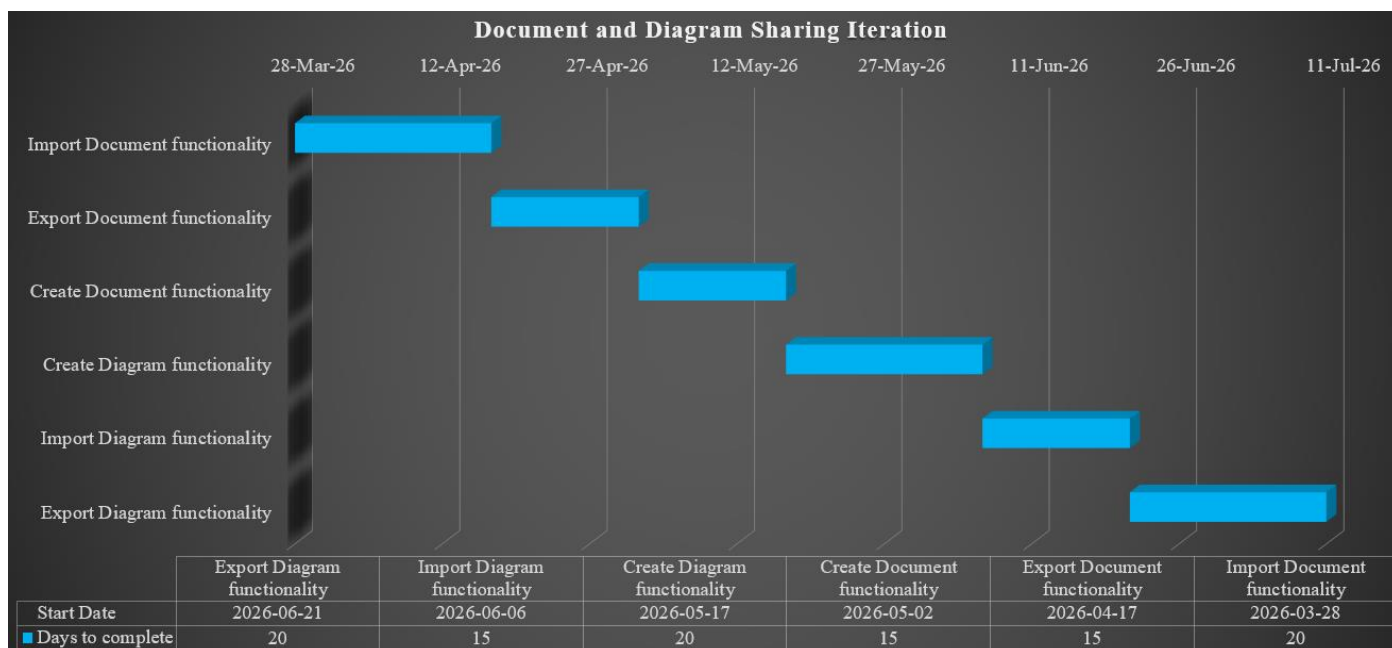 Document and Diagram Sharing Iteration
28-Mar-26 12-Apr-26 27-Apr-26 12-May-26 27-May-26 11-Jun-26 26-Jun-26 11-Jul-26
Import Document functionality
Export Document functionality
Create Document functionality
Create Diagram functionality
Import Diagram functionality
Export Diagram functionality
Export Diagram Import Diagram Create Diagram Create Document Export Document Import Document
functionality functionality functionality functionality functionality functionality
Start Date 2026-06-21 2026-06-06 2026-05-17 2026-05-02 2026-04-17 2026-03-28
Days to complete 20 15 20 15 15 20